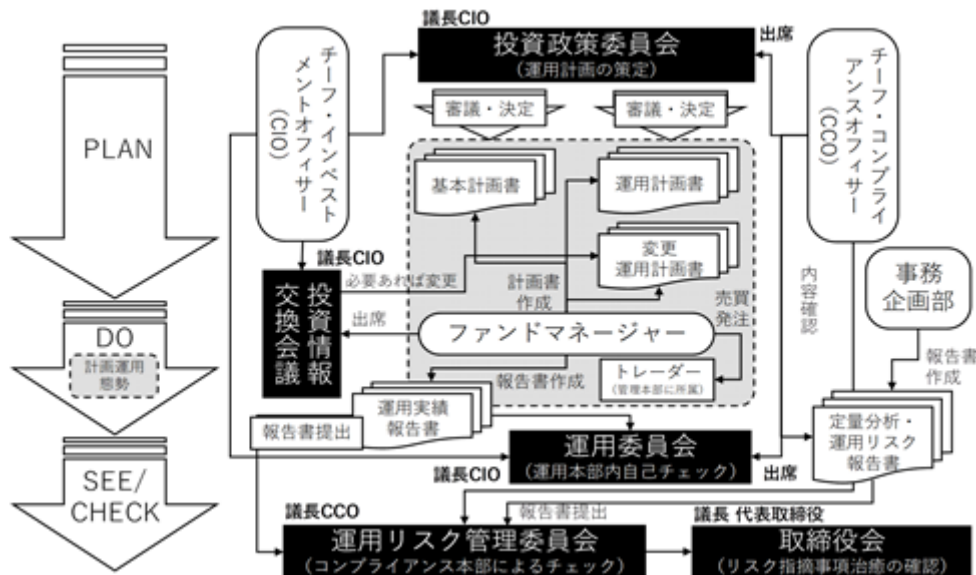 議長CIO
投資政策委員会
(運用計画の策定)
出席
チーフ・インベスト
メントオフィサー
(CIO)
チーフ・コンプライ
アンスオフィサー
(CCO)
PLAN
審議・決定
審議・決定
基本計画書
運用計画書
変更
運用計画書
議長CIO
必要あれば変更
計画書
作成
売買
発注
内容確認
事務
企画部
投資情報
交換会議
出席
ファンドマネージャー
DO
計画運用
態勢
報告書作成
トレーダー
(管理本部に所属)
報告書
作成
運用実績
報告書
報告書提出
定量分析・
運用リスク
報告書
運用委員会
(運用本部内自己チェック)
議長CIO
出席
SEE/
CHECK
議長CCO
報告書提出
議長 代表取締役
運用リスク管理委員会
(コンプライアンス本部によるチェック)
取締役会
(リスク指摘事項治癒の確認)